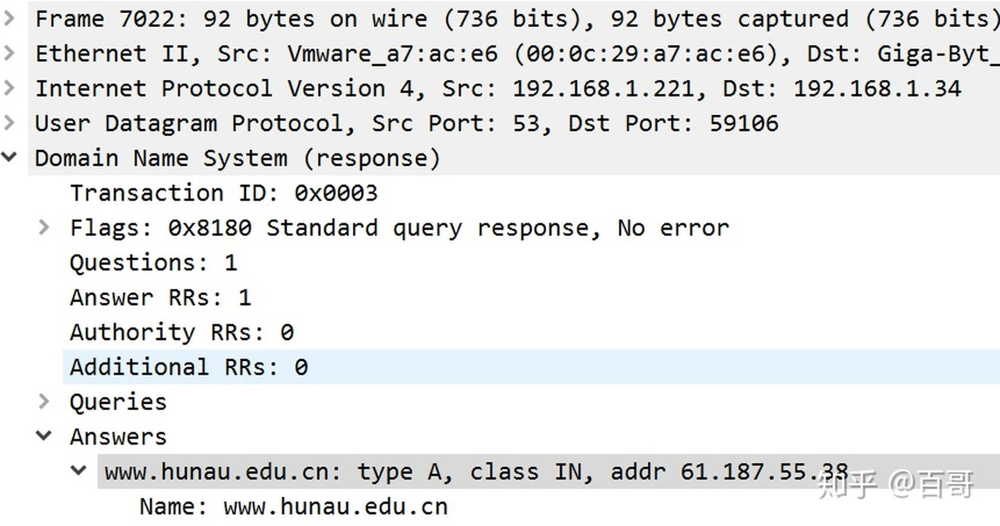 Frame 7022: 92 bytes on wire (736 bits), 92 bytes captured (736 bits)
Ethernet II, Src: Vmware_a7:ac:e6 (00:0c:29:a7:ac:e6), Dst: Giga-Byt_
Internet Protocol Version 4, Src: 192.168.1.221, Dst: 192.168.1.34
User Datagram Protocol, Src Port: 53, Dst Port: 59106
Domain Name System (response)
Transaction ID: 0x0003
Flags: 0x8180 Standard query response, No error
Questions: 1
Answer RRs: 1
Authority RRs: 0
Additional RRs: 0
Queries
Answers
www.hunau.edu.cn: type A, class IN, addr 61.187.55.38
知乎 @百哥
Name: www.hunau.edu.cn